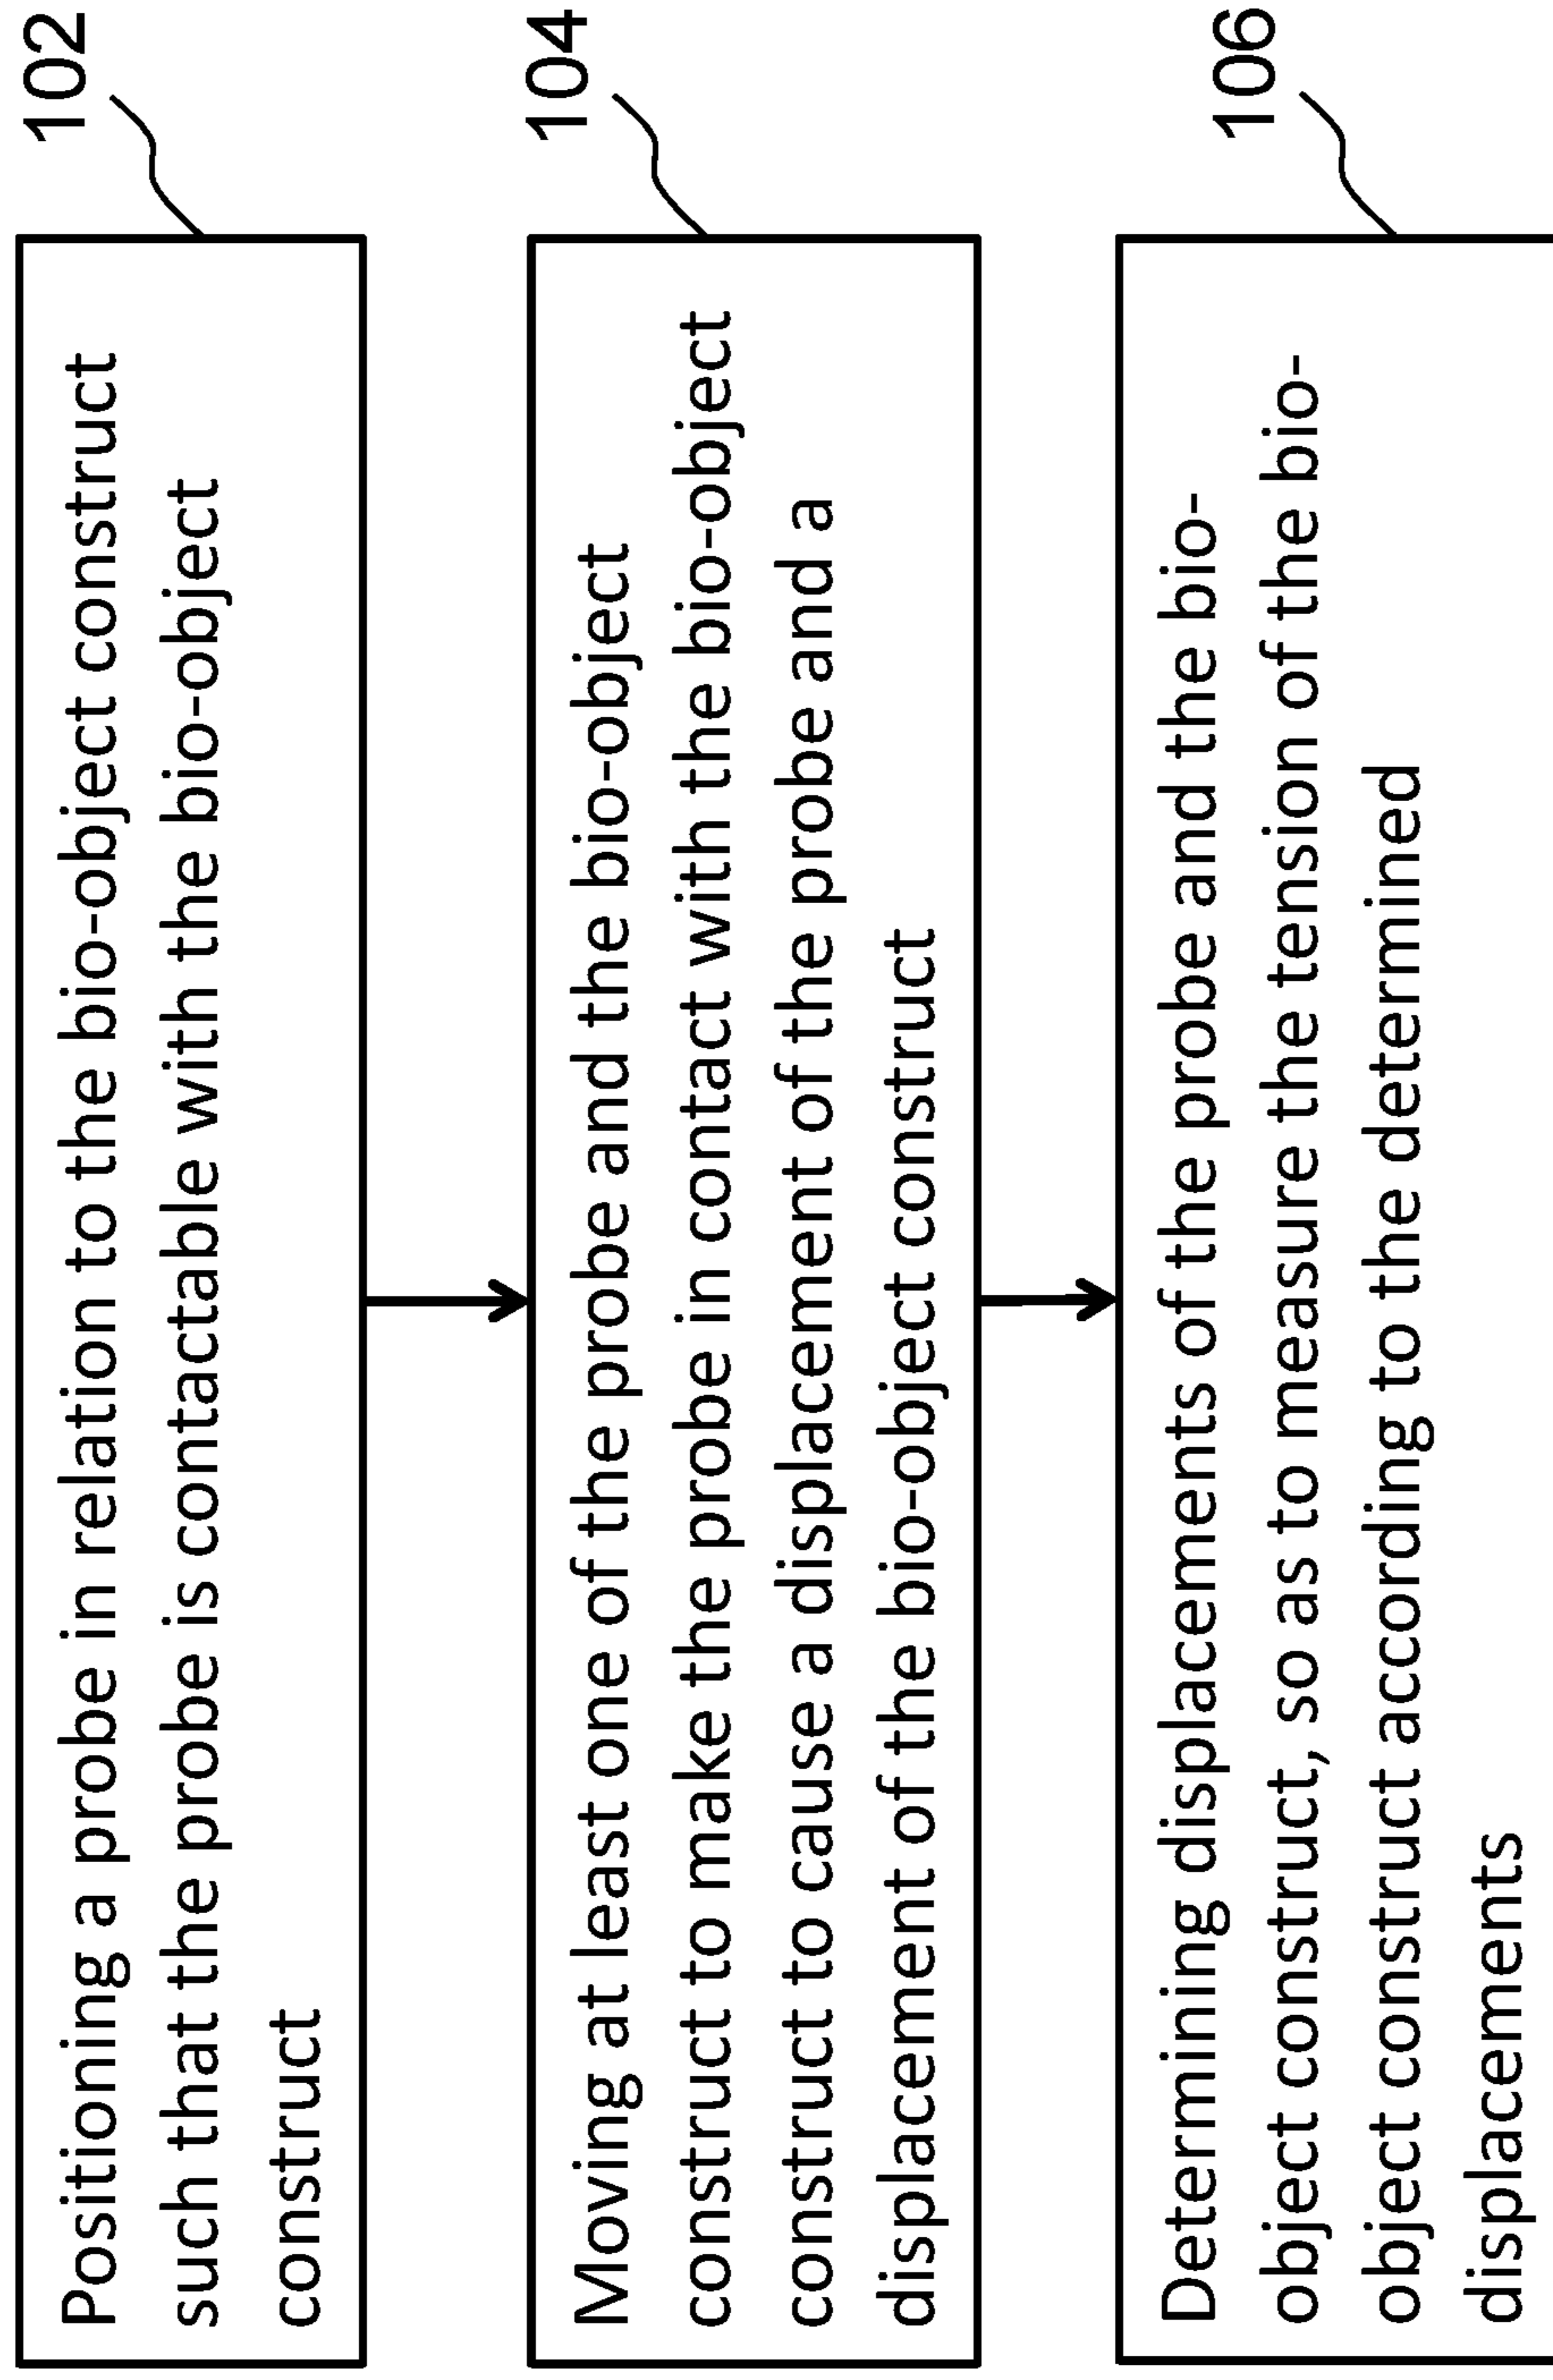 102
Positioning a probe in relation to the bio-object construct
such that the probe is contactable with the bio-object
construct
104
Moving at least one of the probe and the bio-object
construct to make the probe in contact with the bio-object
construct to cause a displacement of the probe and a
displacement of the bio-object construct
106
Determining displacements of the probe and the bio-
object construct, so as to measure the tension of the bio-
object construct according to the determined
displacements